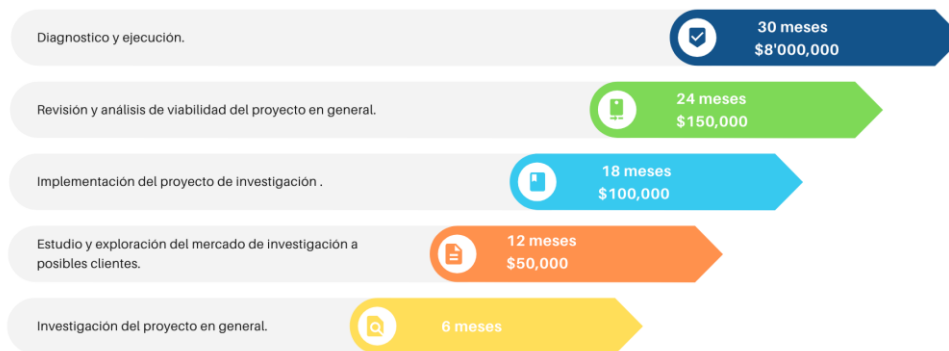 Diagnostico y ejecución.
30 meses
$8'000,000
Revisión y análisis de viabilidad del proyecto en general.
24 meses
$150,000
Implementación del proyecto de investigación .
18 meses
$100,000
Estudio y exploración del mercado de investigación a
posibles clientes.
12 meses
$50,000
Investigación del proyecto en general.
6 meses